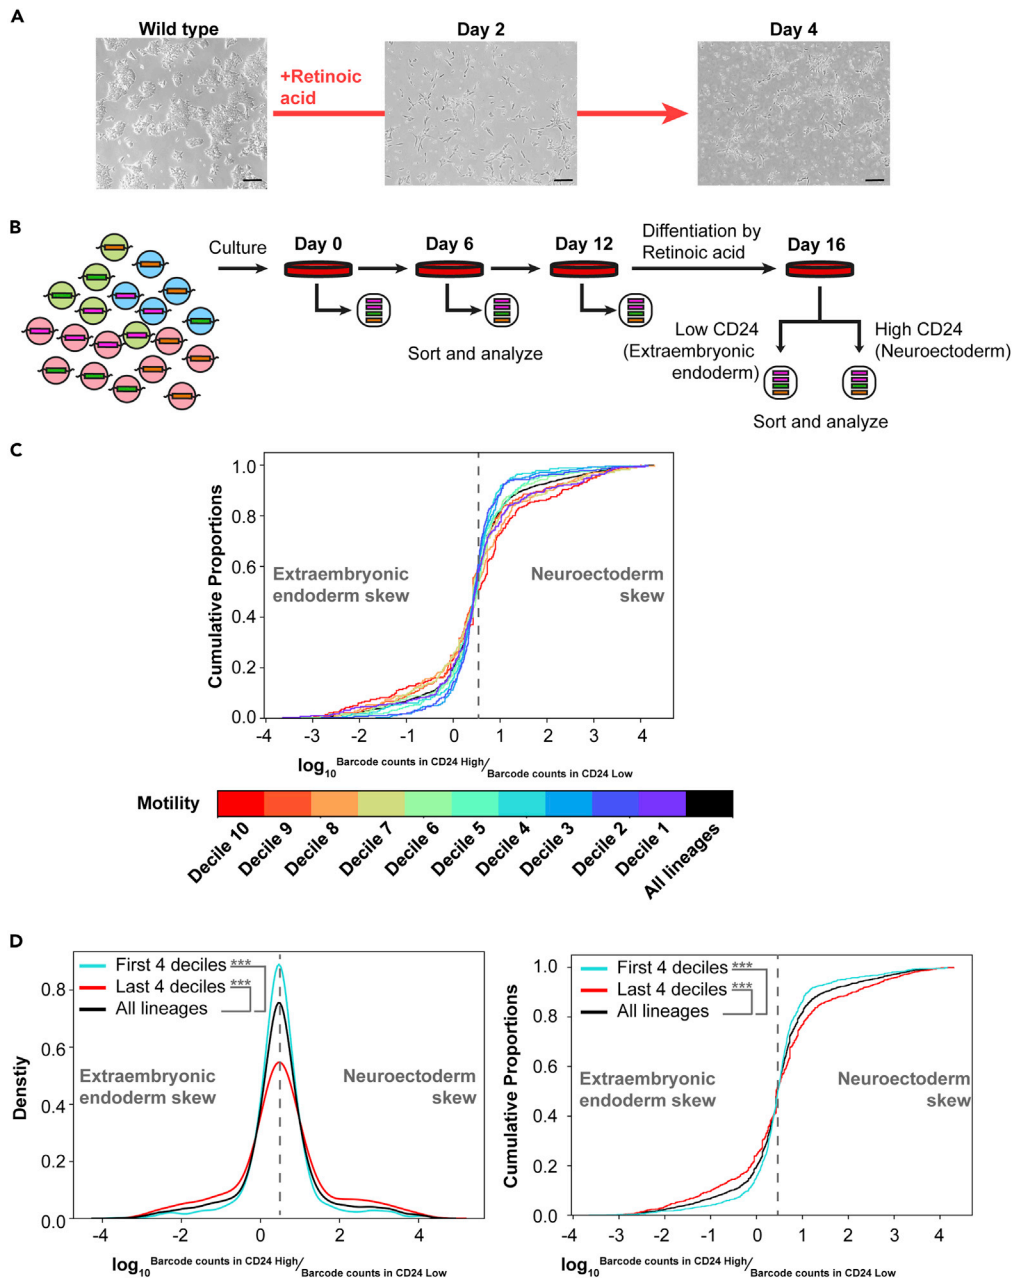 A
Wild type
Day 2
Day 4
+Retinoic
acid
B
Culture
Day 0
Day 6
Day 12
Diffentiation by
Retinoic acid
Day 16
Sort and analyze
Low CD24
(Extraembryonic
endoderm)
High CD24
(Neuroectoderm)
Sort and analyze
C
Cumulative Proportions
1.0
0.8
0.6
0.4
0.2
0.0
Extraembryonic
endoderm skew
Neuroectoderm
skew
-4 -3 -2 -1 0 1 2 3 4
log10 Barcode counts in CD24 High/Barcode counts in CD24 Low
Motility
Decile 10
Decile 9
Decile 8
Decile 7
Decile 6
Decile 5
Decile 4
Decile 3
Decile 2
Decile 1
All lineages
D
Denstiy
0.8
0.6
0.4
0.2
0.0
First 4 deciles ***
Last 4 deciles ***
All lineages
Extraembryonic
endoderm skew
Neuroectoderm
skew
-4 -2 0 2 4
log10 Barcode counts in CD24 High/Barcode counts in CD24 Low
Cumulative Proportions
1.0
0.8
0.6
0.4
0.2
0.0
First 4 deciles ***
Last 4 deciles ***
All lineages
Extraembryonic
endoderm skew
Neuroectoderm
skew
-4 -3 -2 -1 0 1 2 3 4
log10 Barcode counts in CD24 High/Barcode counts in CD24 Low